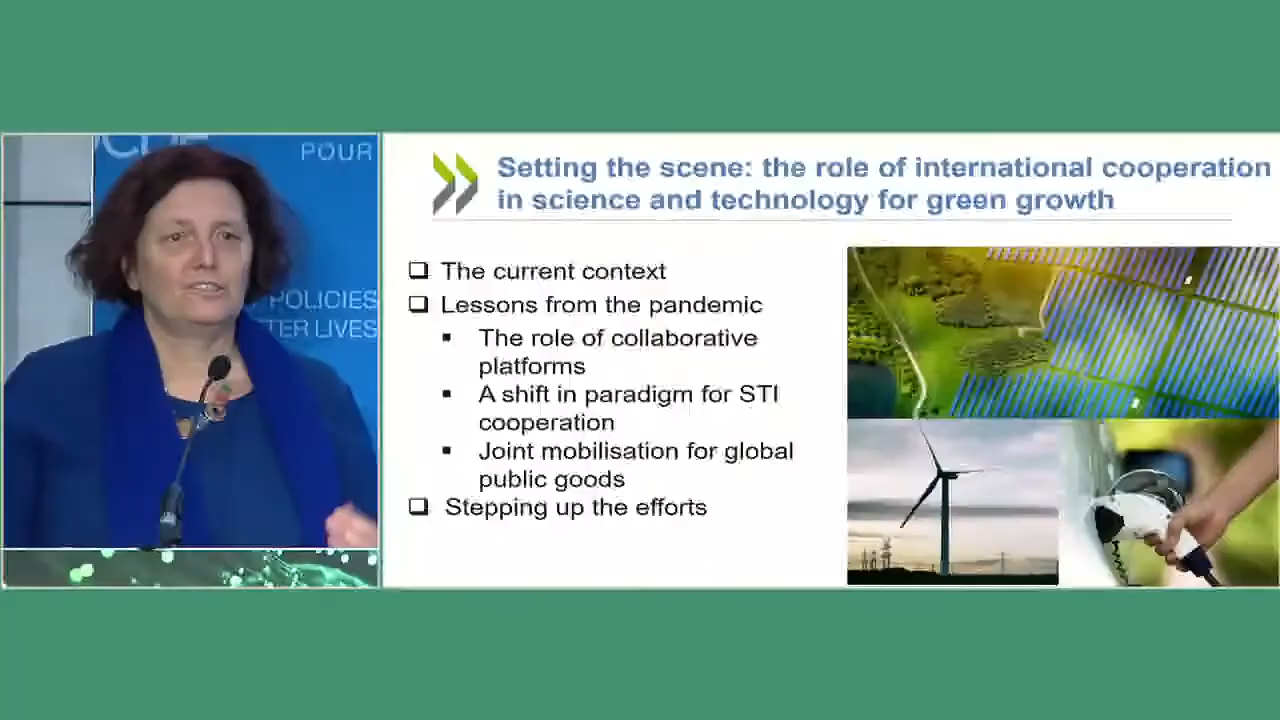 POUR
POLICIES
TER LIVES
Setting the scene: the role of international cooperation
in science and technology for green growth
The current context
Lessons from the pandemic
The role of collaborative
platforms
A shift in paradigm for STI
cooperation
Joint mobilisation for global
public goods
Stepping up the efforts